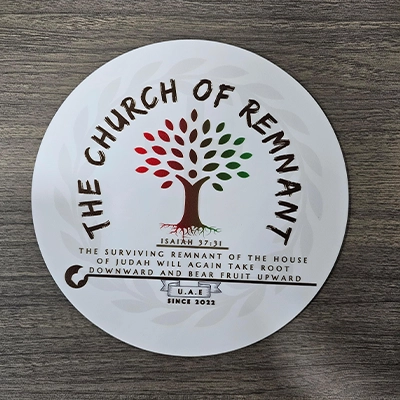 THE CHURCH OF REMNANT
ISAIAH 37:31
THE SURVIVING REMNANT OF THE HOUSE
OF JUDAH WILL AGAIN TAKE ROOT
DOWNWARD AND BEAR FRUIT UPWARD
U.A.E
SINCE 2022